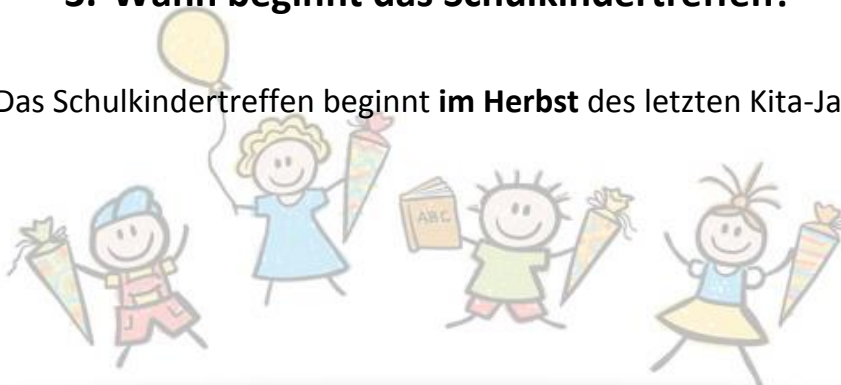 3. Wann beginnt das Schulkindertreffen?
Das Schulkindertreffen beginnt im Herbst des letzten Kita-Ja
ABC